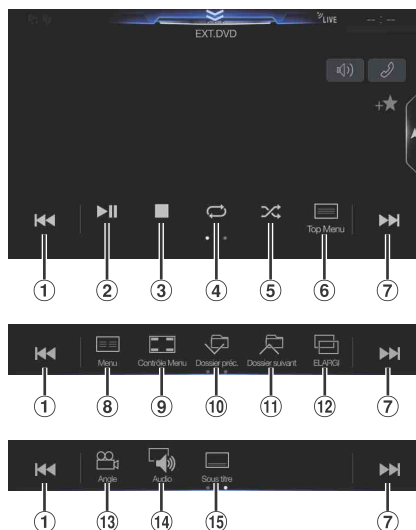 LIVE -- : --
EXT.DVD
Top Menu
1 2 3 4 5 6 7
Menu Contrôle Menu Dossier préc. Dossier suivant ELARGI
1 8 9 10 11 12 7
Angle Audio Sous titre
1 13 14 15 7